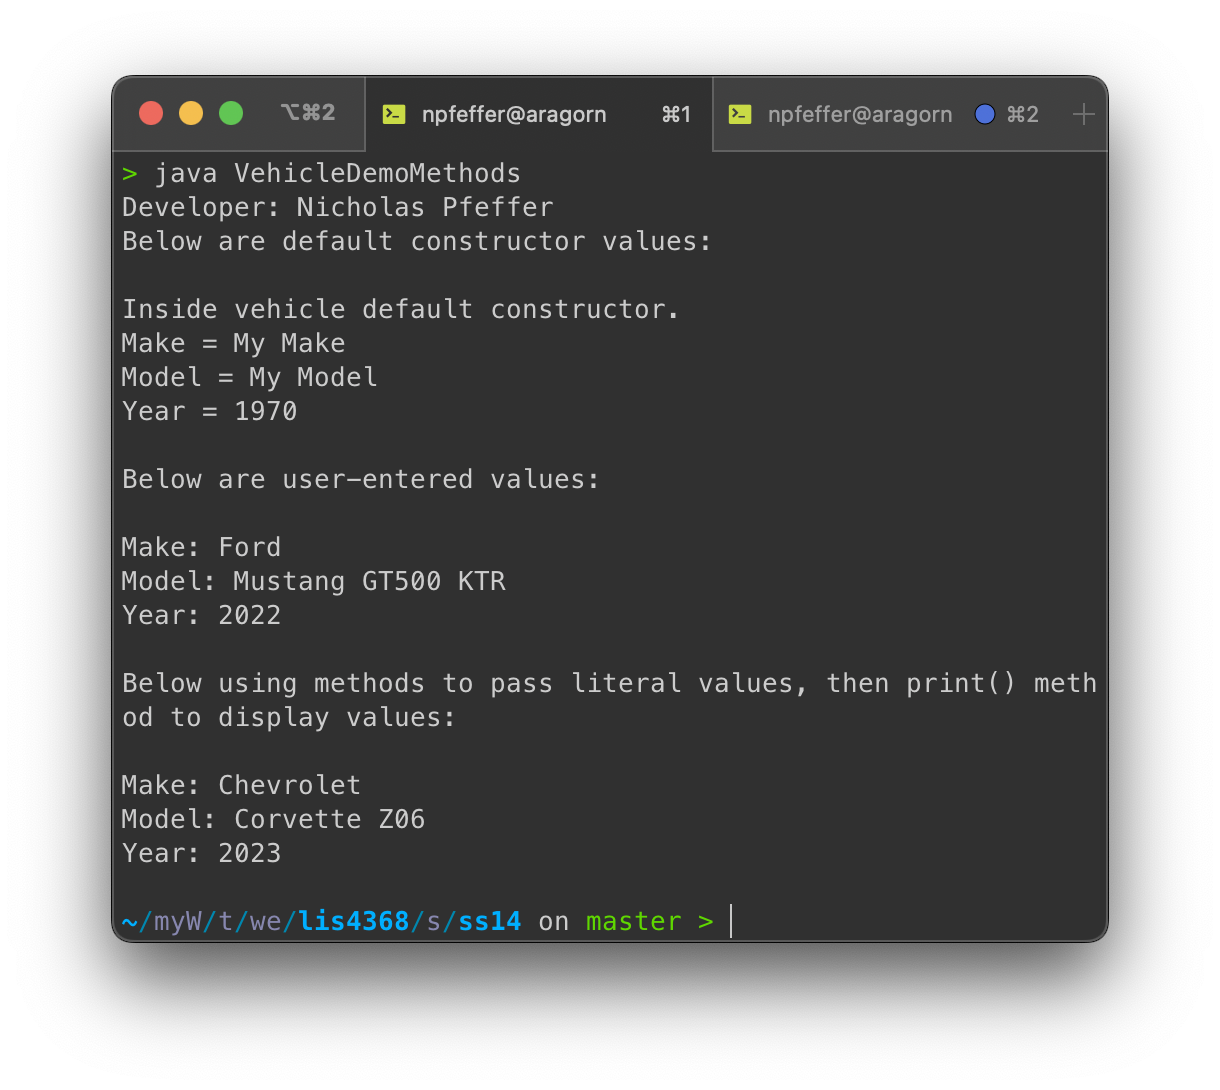 ⌥⌘2 npfeffer@aragorn ⌘1 npfeffer@aragorn ⌘2
> java VehicleDemoMethods
Developer: Nicholas Pfeffer
Below are default constructor values:
Inside vehicle default constructor.
Make = My Make
Model = My Model
Year = 1970
Below are user-entered values:
Make: Ford
Model: Mustang GT500 KTR
Year: 2022
Below using methods to pass literal values, then print() meth
od to display values:
Make: Chevrolet
Model: Corvette Z06
Year: 2023
~/myW/t/we/lis4368/s/ss14 on master >